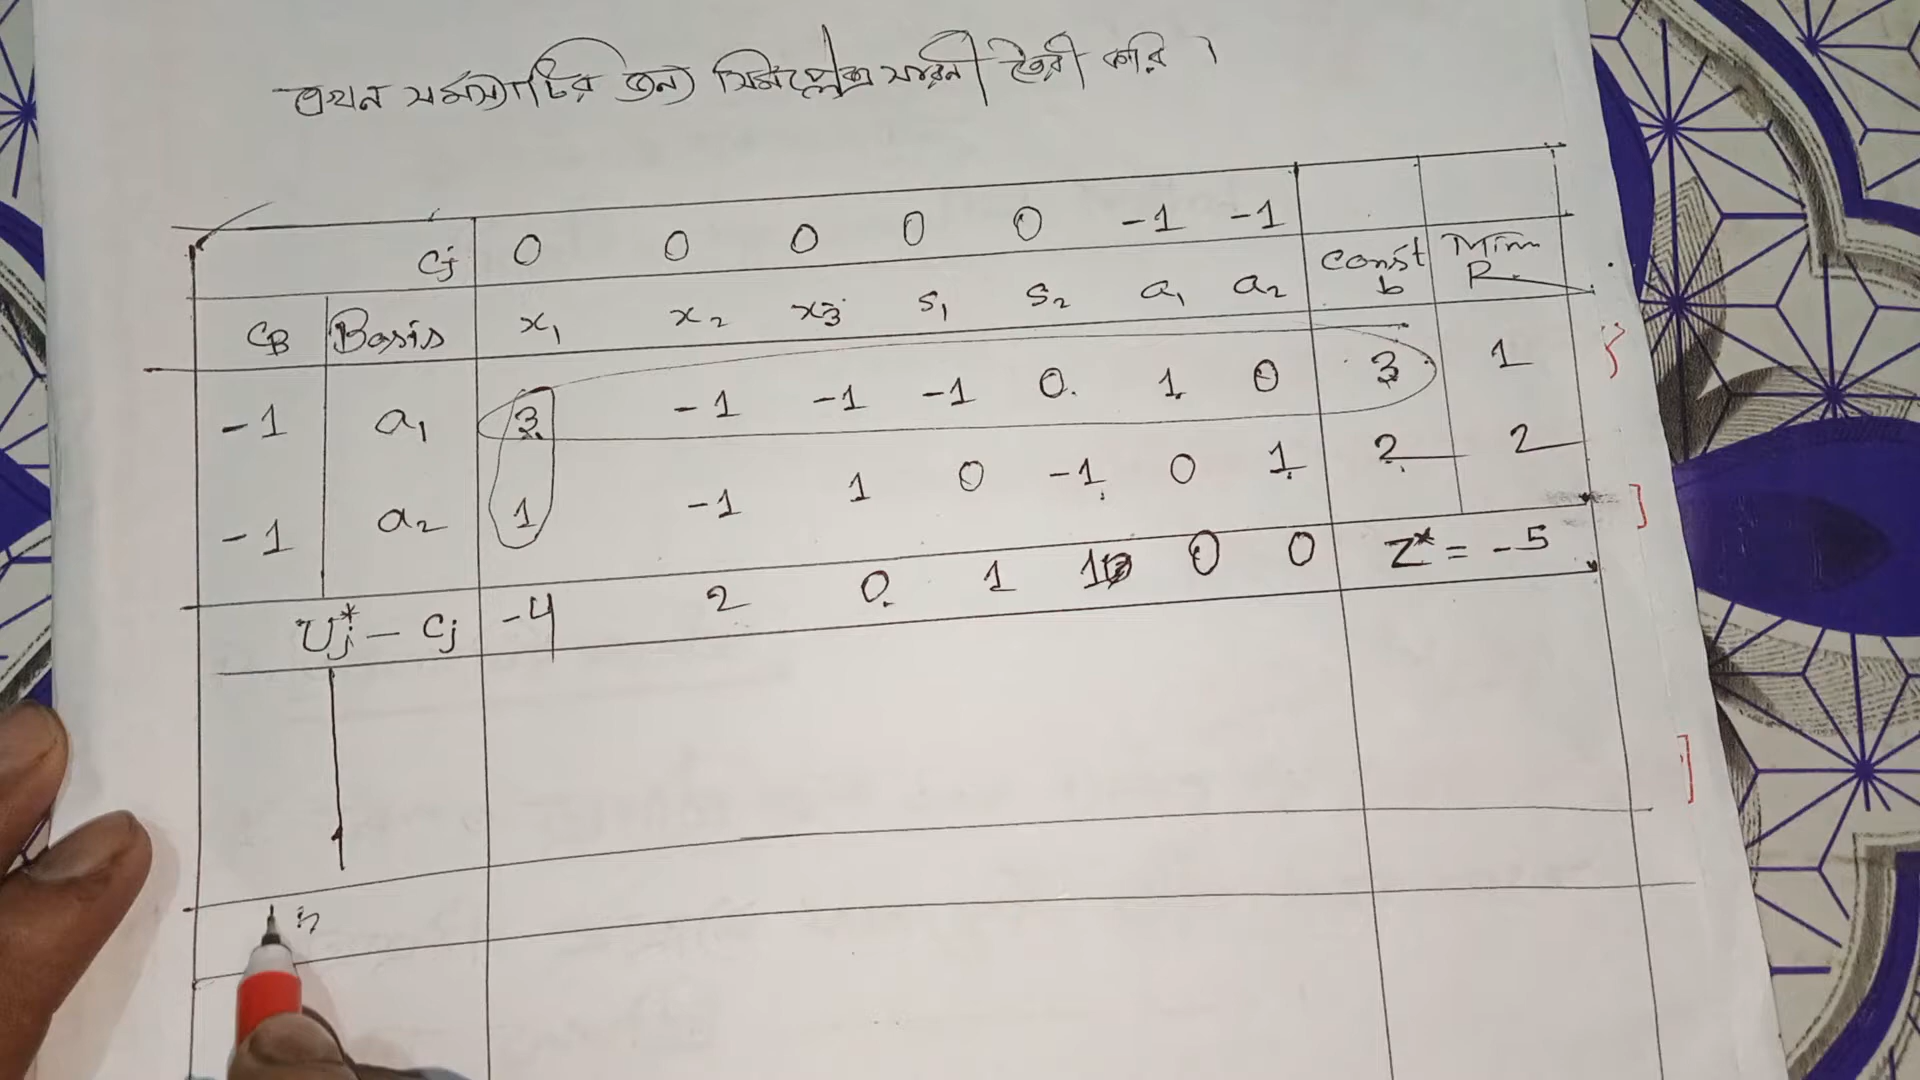 এখন সমস্যাটির জন্য সিমপ্লেক্স সারনী তৈরী করি ।
Cj 0 0 0 0 0 -1 -1
CB Basis x1 x2 x3 s1 s2 a1 a2 Const b Min R
-1 a1 3 -1 -1 -1 0 1 0 3 1
-1 a2 1 -1 1 0 -1 0 1 2 2
Uj* - Cj -4 2 0 1 1 0 0 Z* = -5